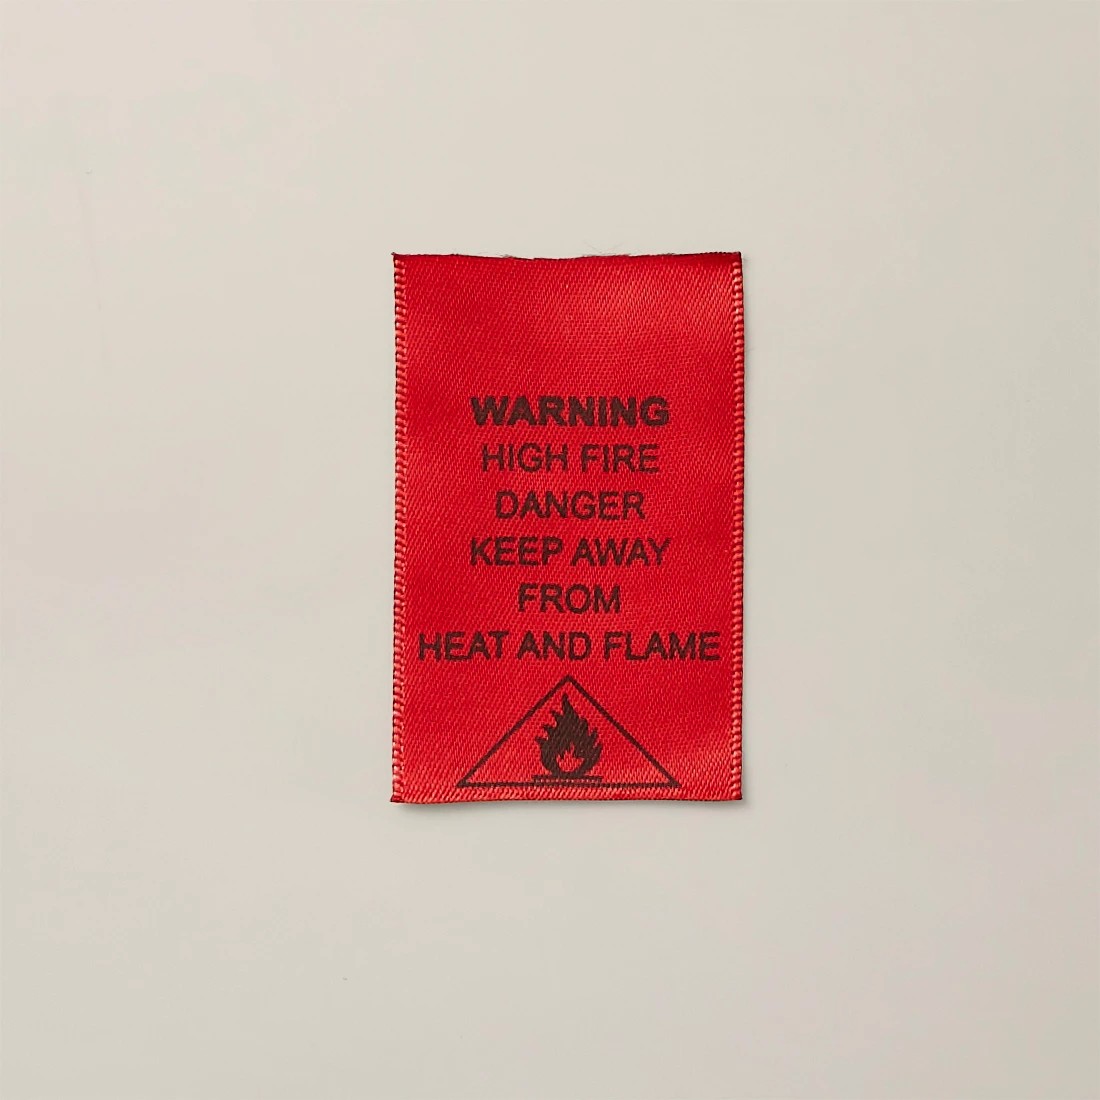 WARNING
HIGH FIRE
DANGER
KEEP AWAY
FROM
HEAT AND FLAME